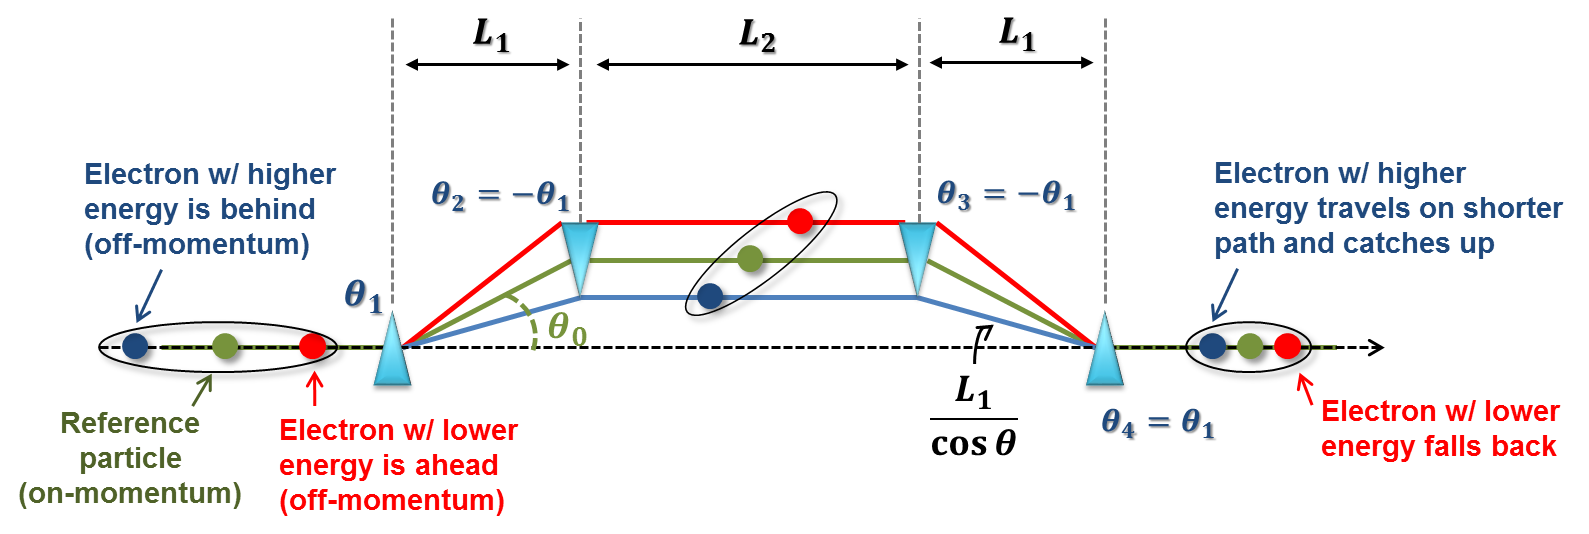 L₁
L₂
L₁
Electron w/ higher
energy is behind
(off-momentum)
θ₂ = −θ₁
θ₃ = −θ₁
Electron w/ higher
energy travels on shorter
path and catches up
θ₁
θ₀
Reference
particle
(on-momentum)
Electron w/ lower
energy is ahead
(off-momentum)
L₁
cos θ
θ₄ = θ₁
Electron w/ lower
energy falls back